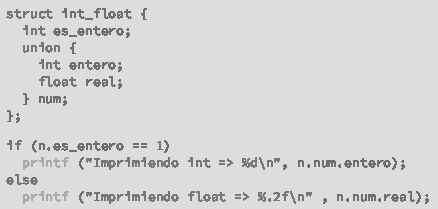 struct int_float {
int es_entero;
union {
int entero;
float real;
} num;
};
if (n.es_entero == 1)
printf ("Imprimiendo int => %d\n", n.num.entero);
else
printf ("Imprimiendo float => %.2f\n" , n.num.real);